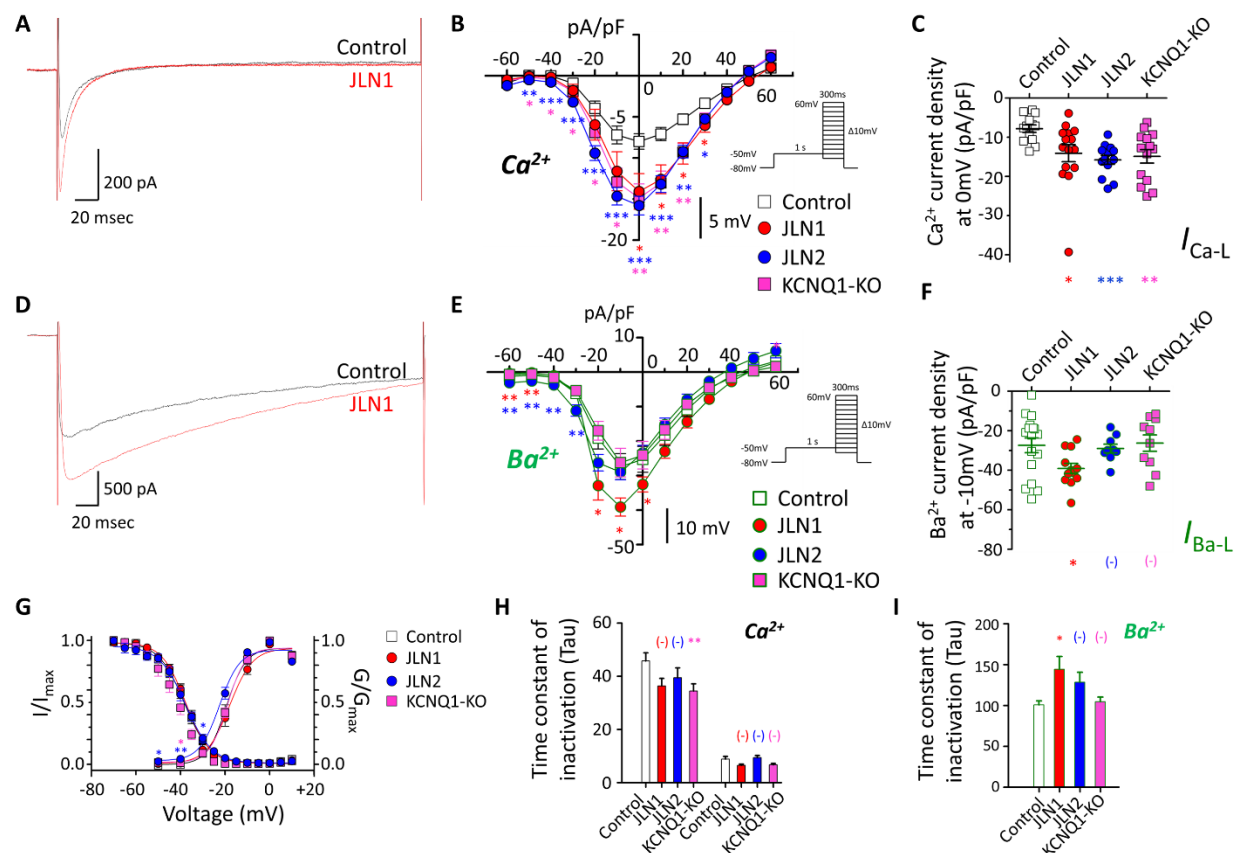 A
Control
JLN1
200 pA
20 msec
B
pA/pF
-60 -40 -20 0 20 40 60
-5
-20
Ca²⁺
300ms
60mV
Δ10mV
1 s
-50mV
-80mV
** *** *** *** *** *** *** ** *
* * * * ** ** **
* * * *
5 mV
Control
JLN1
JLN2
KCNQ1-KO
C
Control
JLN1
JLN2
KCNQ1-KO
Ca²⁺ current density
at 0mV (pA/pF)
0
-10
-20
-30
-40
* *** **
I Ca-L
D
Control
JLN1
500 pA
20 msec
E
pA/pF
10
-60 -40 -20 0 20 40 60
-50
Ba²⁺
300ms
60mV
Δ10mV
1 s
-50mV
-80mV
** **
** ** ** **
* * *
10 mV
Control
JLN1
JLN2
KCNQ1-KO
F
Control
JLN1
JLN2
KCNQ1-KO
Ba²⁺ current density
at -10mV (pA/pF)
0
-20
-40
-60
-80
* (-) (-)
I Ba-L
G
I/Imax
1.0
0.5
0.0
G/Gmax
1.0
0.5
0.0
* * ** *
-80 -60 -40 -20 0 +20
Voltage (mV)
Control
JLN1
JLN2
KCNQ1-KO
H
Time constant of
inactivation (Tau)
60
40
20
0
(-) (-) **
(-) (-) (-)
Ca²⁺
Control JLN1 JLN2 KCNQ1-KO Control JLN1 JLN2 KCNQ1-KO
I
Time constant of
inactivation (Tau)
200
150
100
50
0
* (-) (-)
Ba²⁺
Control JLN1 JLN2 KCNQ1-KO